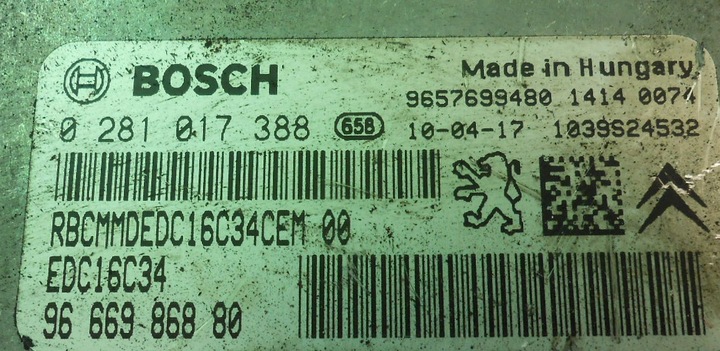 BOSCH Made in Hungary
9657699480 1414 0074
0 281 017 388 658 10-04-17 1039S24532
RBCMMDEDC16C34CEM 00
EDC16C34
96 669 868 80